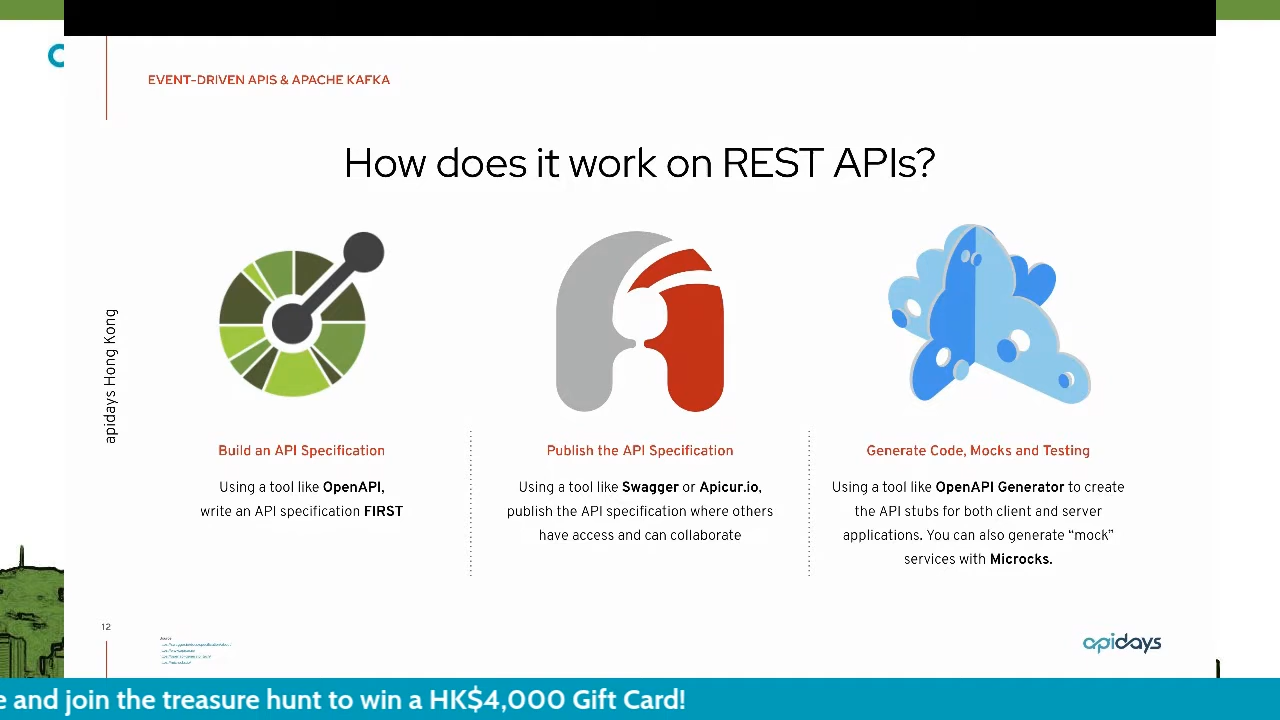 EVENT-DRIVEN APIS & APACHE KAFKA
How does it work on REST APIs?
apidays Hong Kong
Build an API Specification
Using a tool like OpenAPI,
write an API specification FIRST
Publish the API Specification
Using a tool like Swagger or Apicur.io,
publish the API specification where others
have access and can collaborate
Generate Code, Mocks and Testing
Using a tool like OpenAPI Generator to create
the API stubs for both client and server
applications. You can also generate “mock”
services with Microcks.
12
apidays
e and join the treasure hunt to win a HK$4,000 Gift Card!